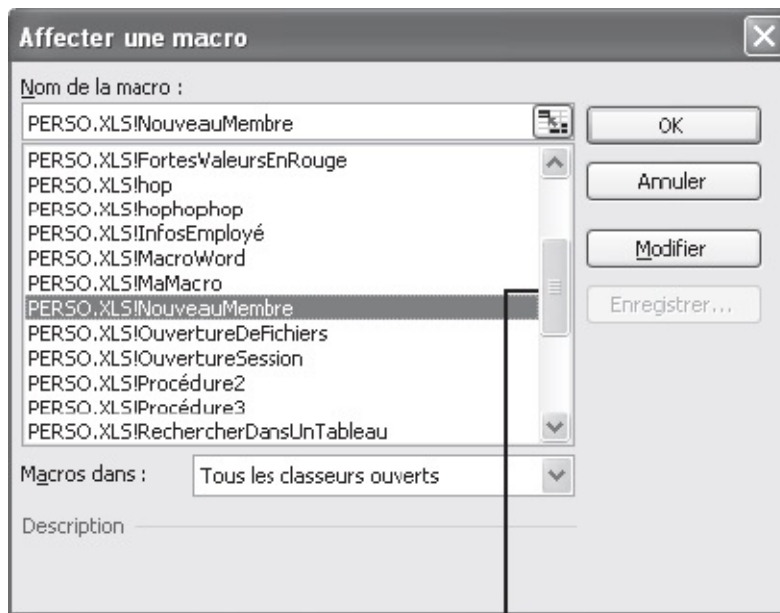 Affecter une macro
Nom de la macro :
PERSO.XLS!NouveauMembre
OK
PERSO.XLS!FortesValeursEnRouge
PERSO.XLS!hop
PERSO.XLS!hophophop
PERSO.XLS!InfosEmployé
PERSO.XLS!MacroWord
PERSO.XLS!MaMacro
PERSO.XLS!NouveauMembre
PERSO.XLS!OuvertureDeFichiers
PERSO.XLS!OuvertureSession
PERSO.XLS!Procédure2
PERSO.XLS!Procédure3
PERSO.XLS!RechercherDansUnTableau
Annuler
Modifier
Enregistrer...
Macros dans :
Tous les classeurs ouverts
Description